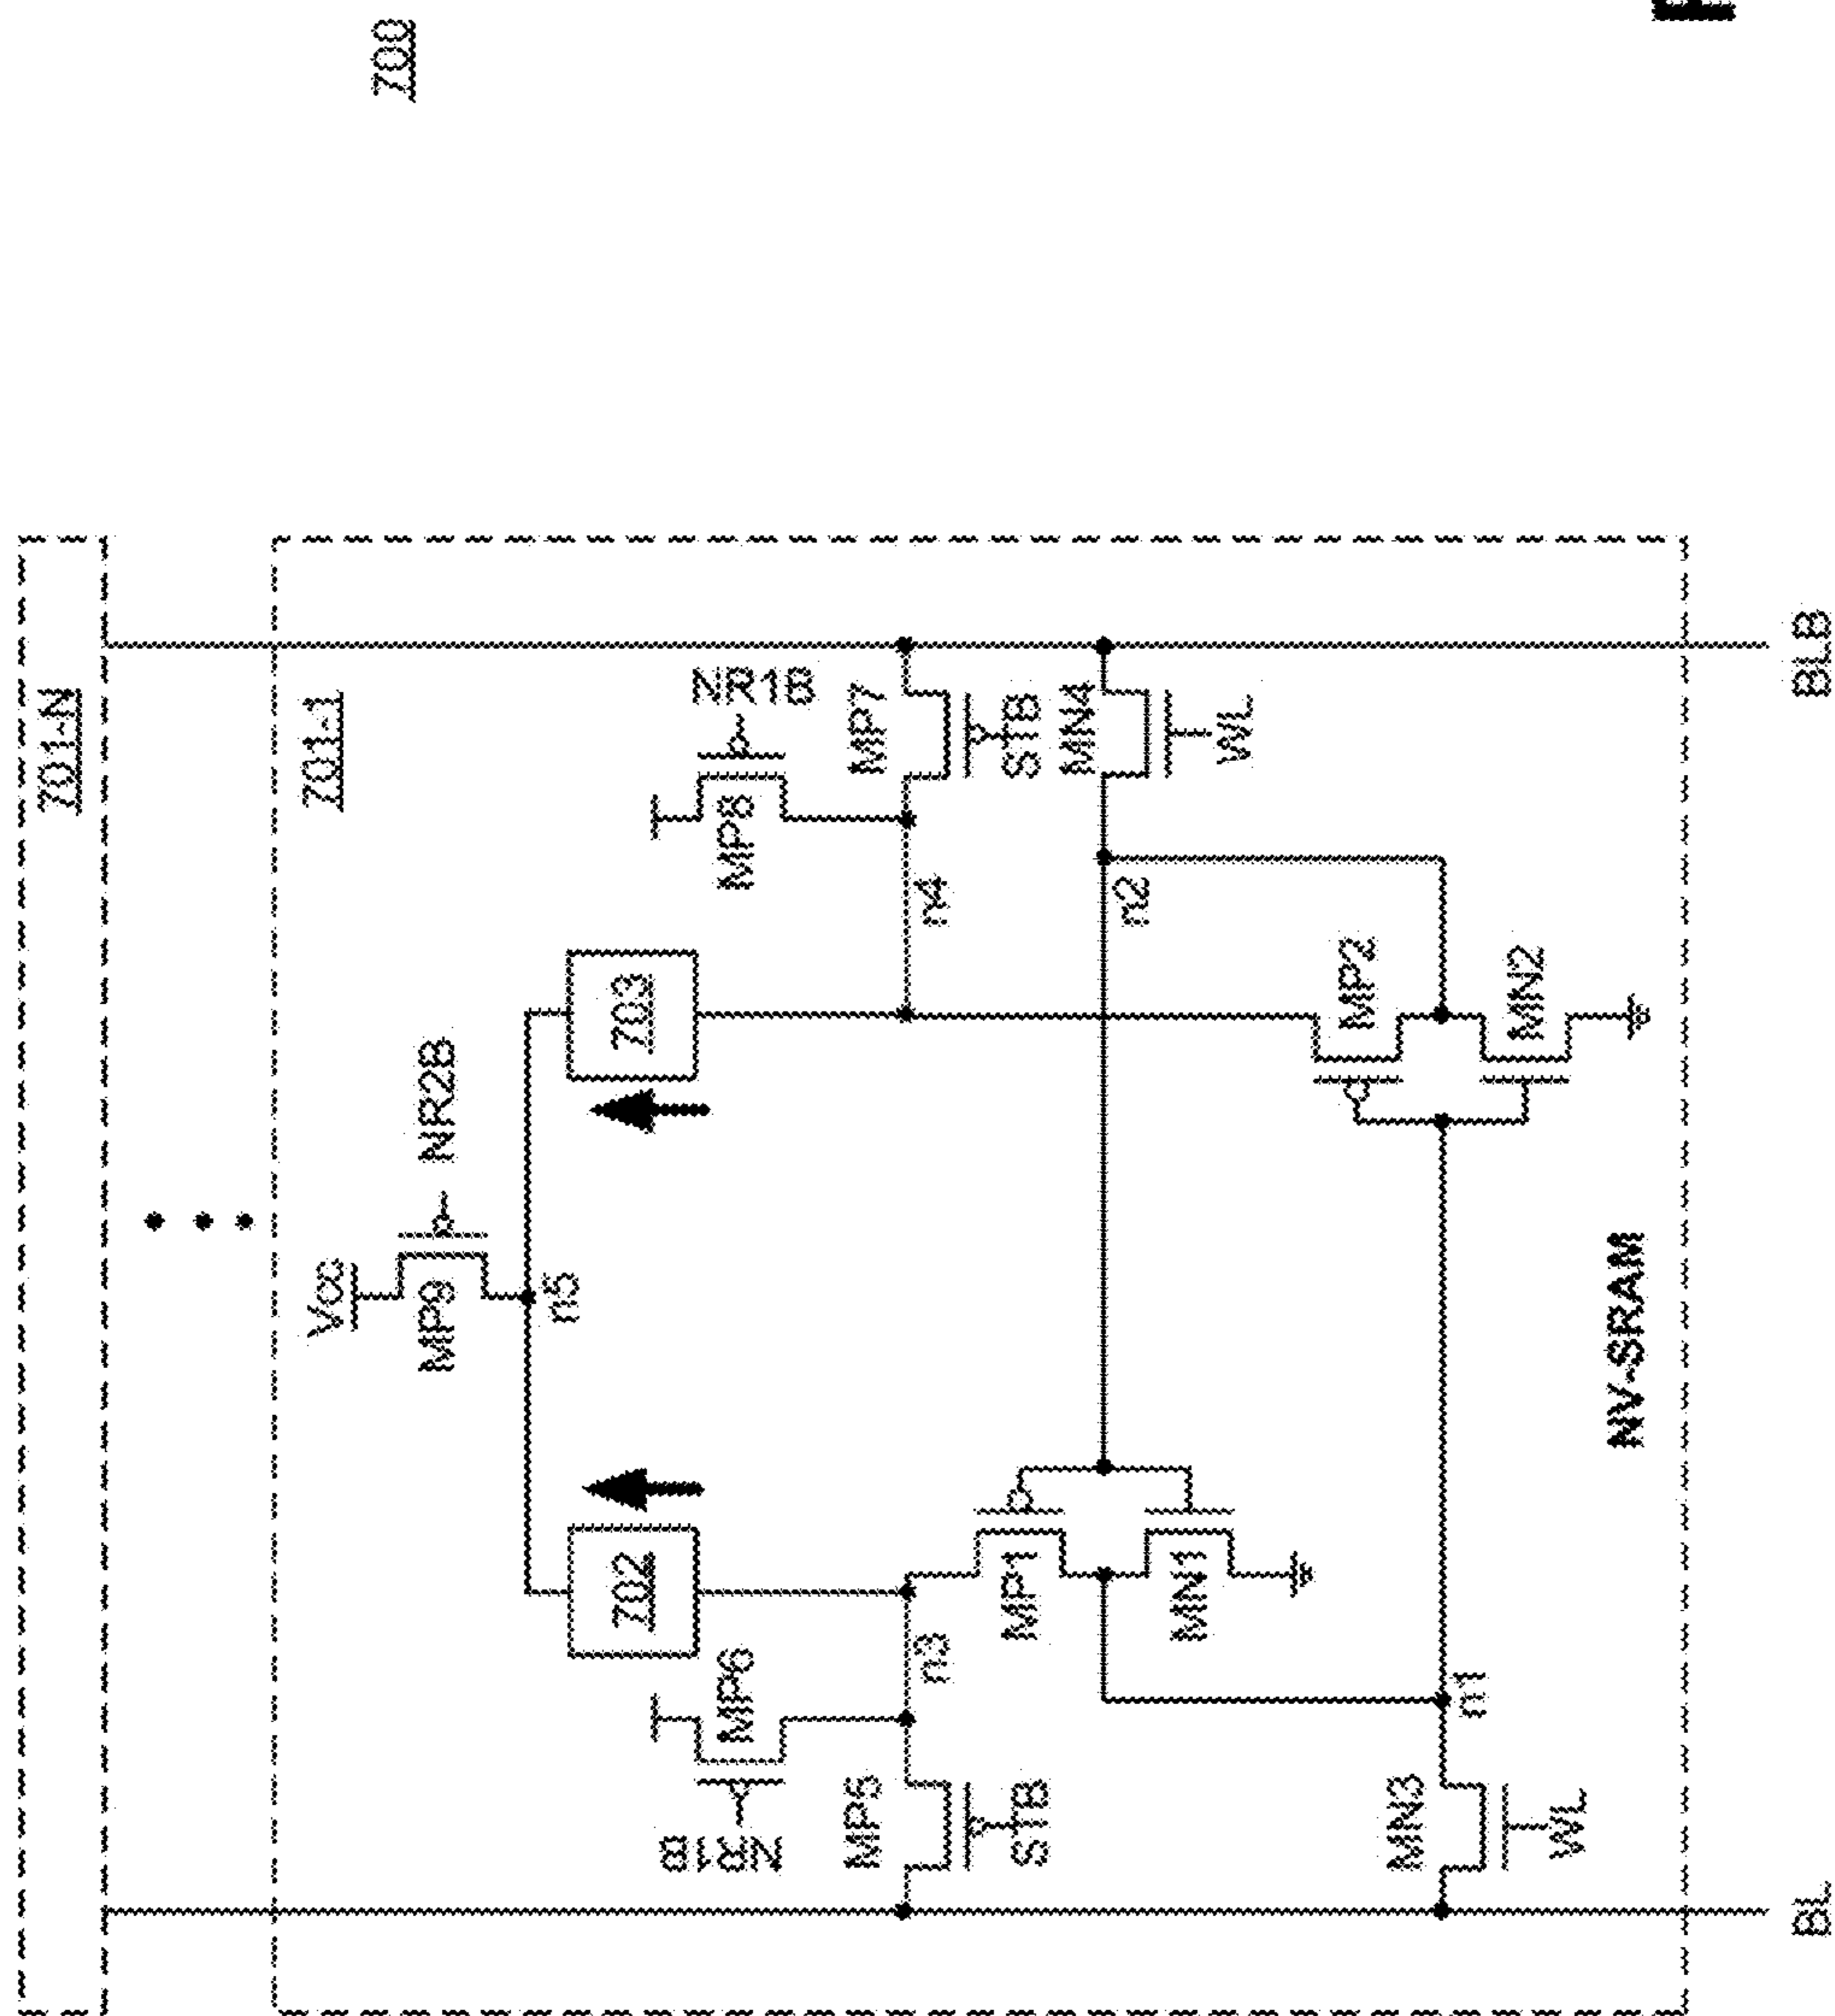 700
701-N
701-1
Vcc
MP9
NR2B
n5
702
703
NR1B
MP6
MP8
NR1B
MP5
STB
n3
n4
MP7
STB
MN4
WL
n2
MP1
MN1
MP2
MN2
MN3
WL
n1
NV-SRAM
BL
BLB